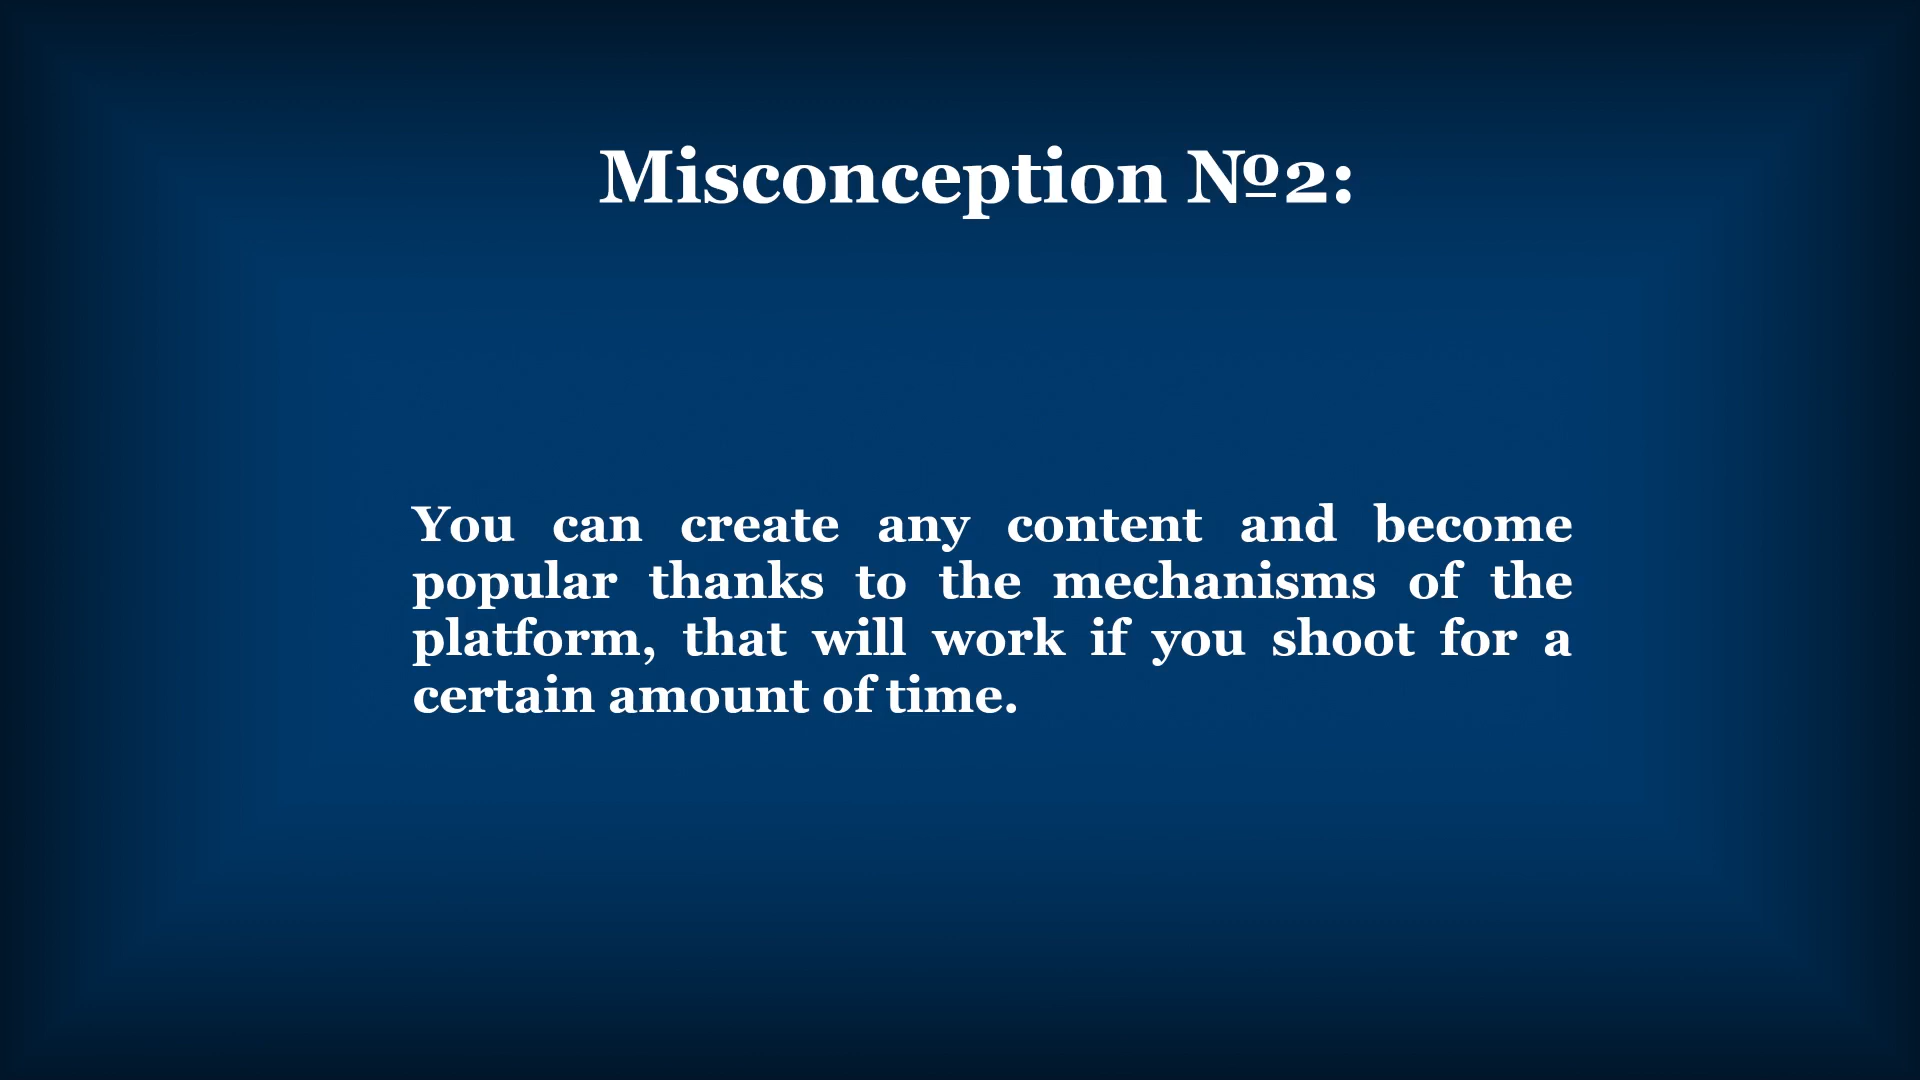 Misconception №2:
You can create any content and become
popular thanks to the mechanisms of the
platform, that will work if you shoot for a
certain amount of time.